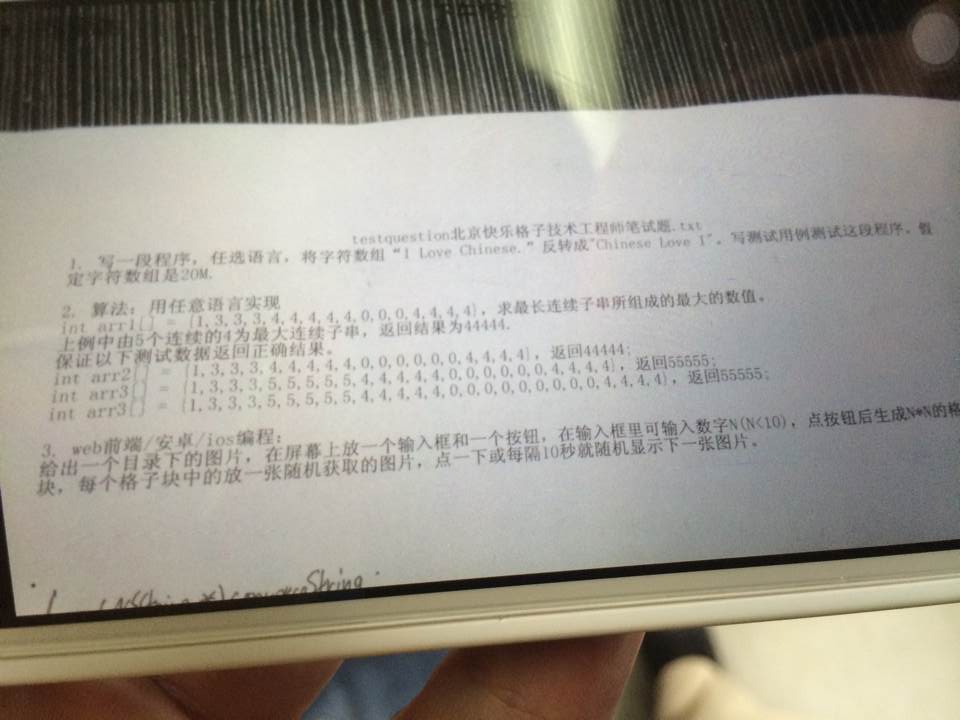 testquestion北京快乐格子技术工程师笔试题.txt
1. 写一段程序，任选语言，将字符数组“I Love Chinese.”反转成"Chinese Love I"。写测试用例测试这段程序。假
定字符数组是20M.
2. 算法：用任意语言实现
int arr1[] = {1,3,3,3,4,4,4,4,4,0,0,0,4,4,4,4}，求最长连续子串所组成的最大的数值。
上例中由5个连续的4为最大连续子串，返回结果为44444.
保证以下测试数据返回正确结果。
int arr2[] = {1,3,3,3,4,4,4,4,4,0,0,0,0,0,0,4,4,4,4}，返回44444;
int arr3[] = {1,3,3,3,5,5,5,5,5,4,4,4,4,4,0,0,0,0,0,0,4,4,4,4}，返回55555;
int arr3[] = {1,3,3,3,5,5,5,5,5,4,4,4,4,4,0,0,0,0,0,0,0,0,0,4,4,4,4}，返回55555;
3. web前端/安卓/ios编程：
给出一个目录下的图片，在屏幕上放一个输入框和一个按钮，在输入框里可输入数字N(N<10)，点按钮后生成N*N的格
块，每个格子块中的放一张随机获取的图片，点一下或每隔10秒就随机显示下一张图片。